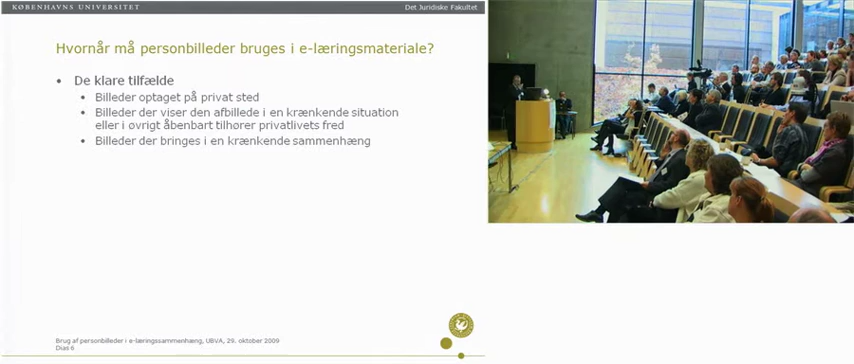 KØBENHAVNS UNIVERSITET
Det Juridiske Fakultet
Hvornår må personbilleder bruges i e-læringsmateriale?
• De klare tilfælde
• Billeder optaget på privat sted
• Billeder der viser den afbillede i en krænkende situation
eller i øvrigt åbenbart tilhører privatlivets fred
• Billeder der bringes i en krænkende sammenhæng
Brug af personbilleder i e-læringssammenhæng, UBVA, 29. oktober 2009
Dias 6